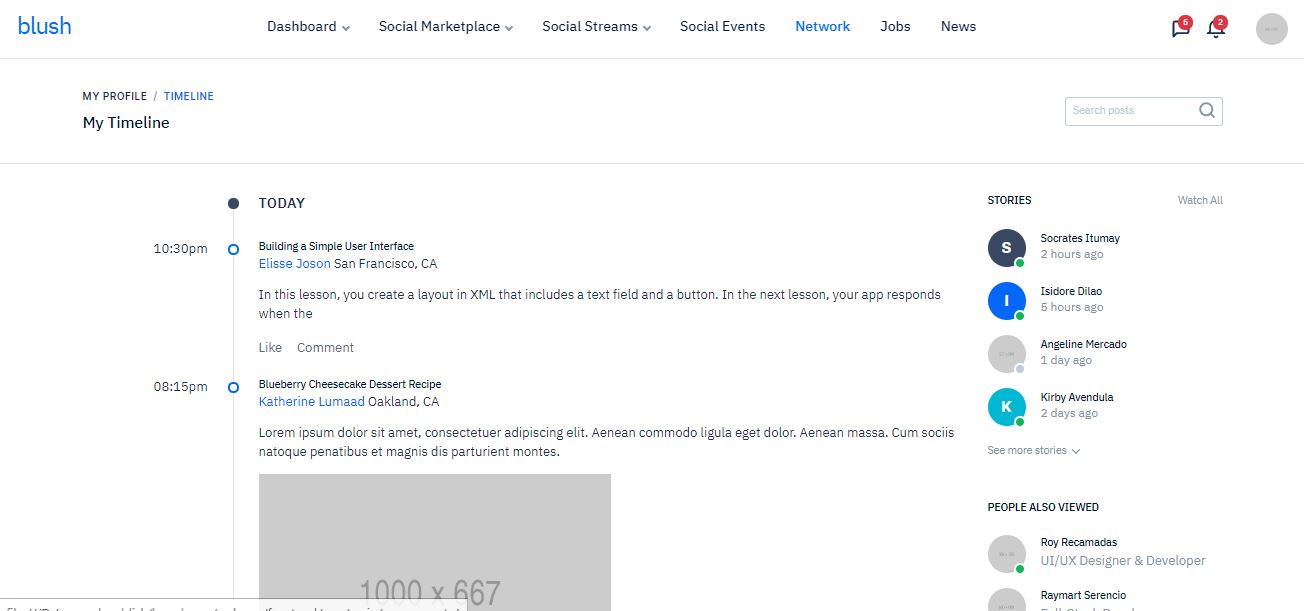 blush
Dashboard
Social Marketplace
Social Streams
Social Events
Network
Jobs
News
5
2
MY PROFILE / TIMELINE
My Timeline
Search posts
TODAY
10:30pm
Building a Simple User Interface
Elisse Joson San Francisco, CA
In this lesson, you create a layout in XML that includes a text field and a button. In the next lesson, your app responds
when the
Like Comment
08:15pm
Blueberry Cheesecake Dessert Recipe
Katherine Lumaad Oakland, CA
Lorem ipsum dolor sit amet, consectetuer adipiscing elit. Aenean commodo ligula eget dolor. Aenean massa. Cum sociis
natoque penatibus et magnis dis parturient montes.
1000 x 667
STORIES
Watch All
S
Socrates Itumay
2 hours ago
I
Isidore Dilao
5 hours ago
Angeline Mercado
1 day ago
K
Kirby Avendula
2 days ago
See more stories
PEOPLE ALSO VIEWED
Roy Recamadas
UI/UX Designer & Developer
Raymart Serencio